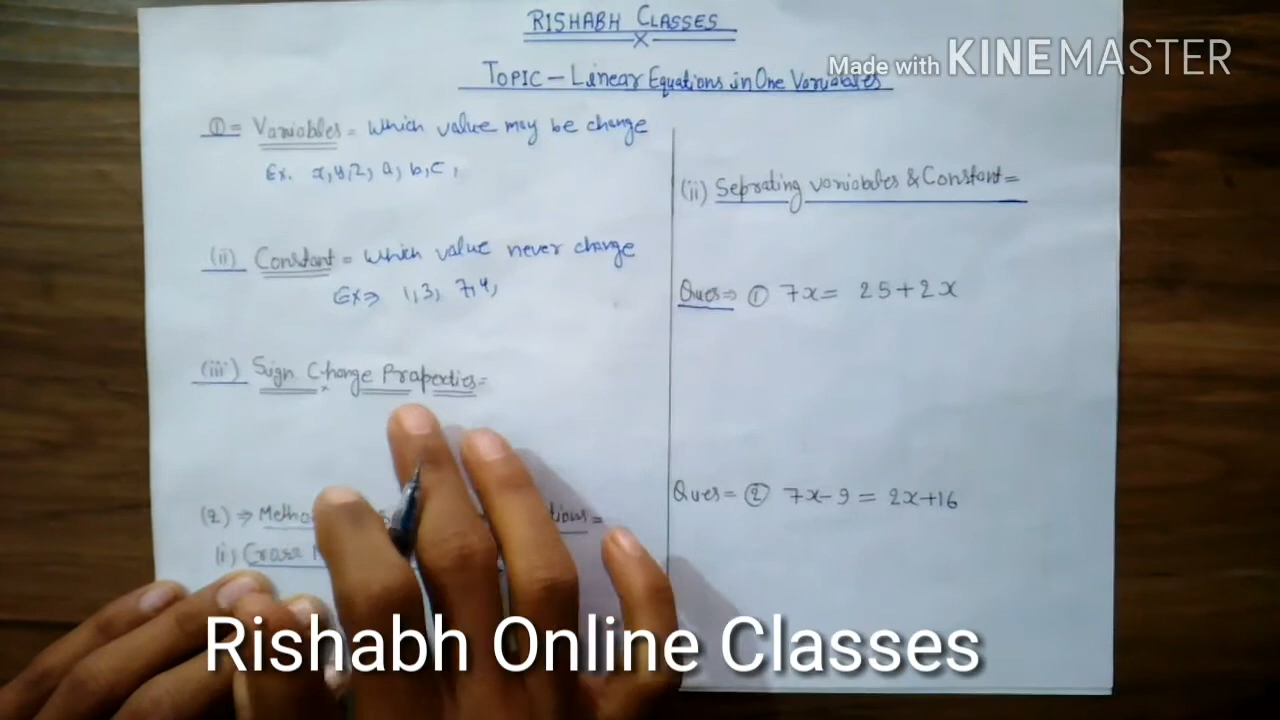 RISHABH CLASSES
Made with KINEMASTER
TOPIC - Linear Equations in One Variables
① = Variables = which value may be change
Ex. x, y, z, a, b, c,
(ii) Constant = which value never change
Ex ⇒ 1, 3, 7, 4,
(iii) Sign Change Properties =
(2) ⇒
(i)
(ii) Seprating variables & Constant =
Ques ⇒ ① 7x = 25 + 2x
Ques = ② 7x - 9 = 2x + 16
Rishabh Online Classes